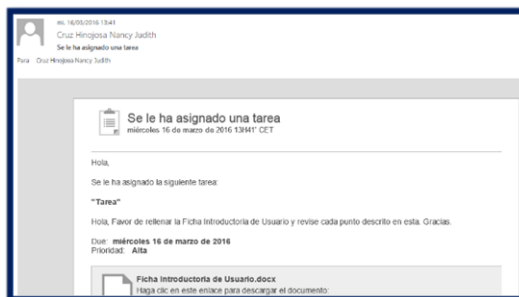 mi. 16/03/2016 13:41
Cruz Hinojosa Nancy Judith
Se le ha asignado una tarea
Para Cruz Hinojosa Nancy Judith
Se le ha asignado una tarea
miércoles 16 de marzo de 2016 13H41' CET
Hola,
Se le ha asignado la siguiente tarea:
"Tarea"
Hola, Favor de rellenar la Ficha Introductoria de Usuario y revise cada punto descrito en esta. Gracias.
Due: miércoles 16 de marzo de 2016
Prioridad: Alta
Ficha Introductoria de Usuario.docx
Haga clic en este enlace para descargar el documento: